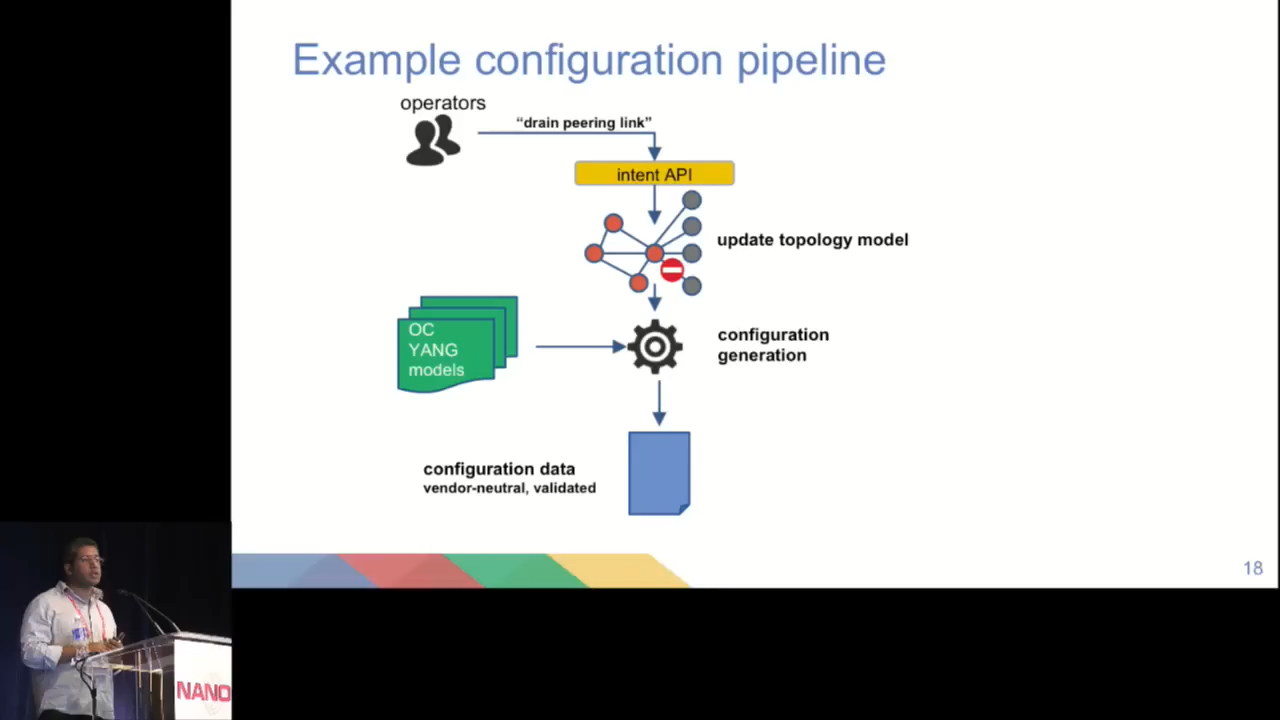 Example configuration pipeline
operators
“drain peering link”
intent API
update topology model
OC
YANG
models
configuration
generation
configuration data
vendor-neutral, validated
18
NANO